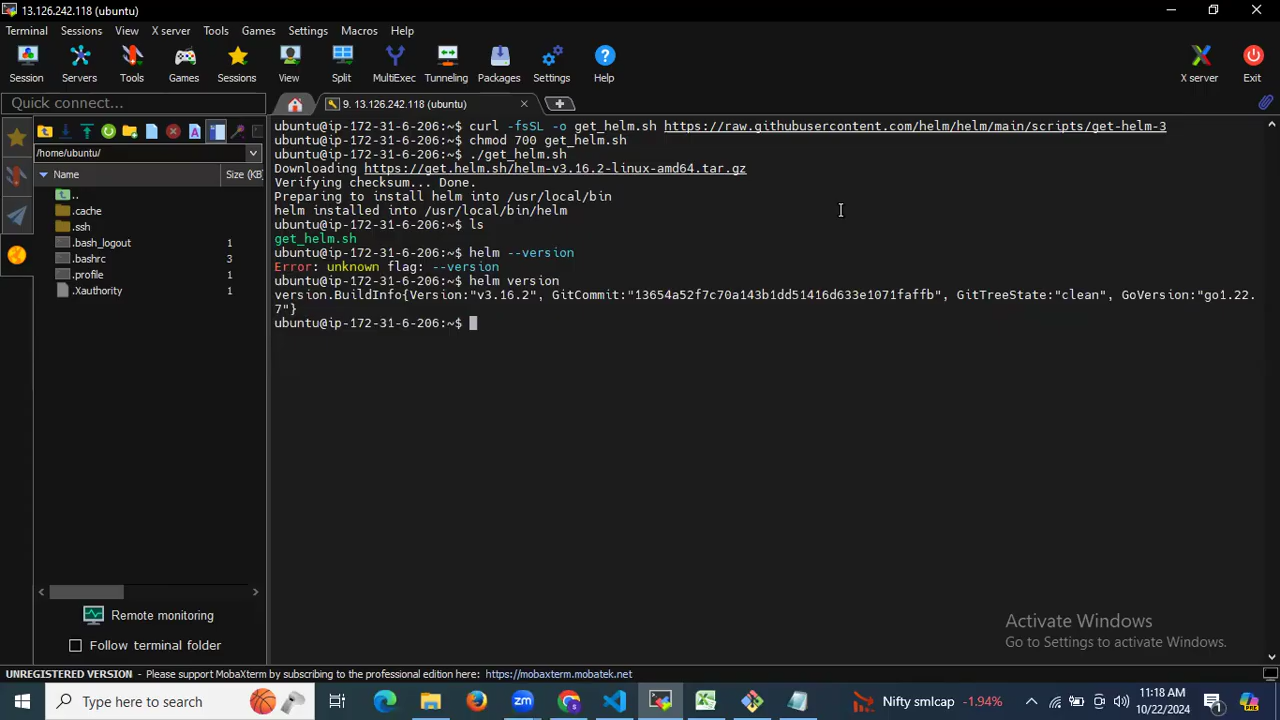 13.126.242.118 (ubuntu)
Terminal Sessions View X server Tools Games Settings Macros Help
Session Servers Tools Games Sessions View Split MultiExec Tunneling Packages Settings Help X server Exit
Quick connect...
9. 13.126.242.118 (ubuntu)
/home/ubuntu/
Name Size (KB)
..
.cache
.ssh
.bash_logout 1
.bashrc 3
.profile 1
.Xauthority 1
Remote monitoring
Follow terminal folder
ubuntu@ip-172-31-6-206:~$ curl -fsSL -o get_helm.sh https://raw.githubusercontent.com/helm/helm/main/scripts/get-helm-3
ubuntu@ip-172-31-6-206:~$ chmod 700 get_helm.sh
ubuntu@ip-172-31-6-206:~$ ./get_helm.sh
Downloading https://get.helm.sh/helm-v3.16.2-linux-amd64.tar.gz
Verifying checksum... Done.
Preparing to install helm into /usr/local/bin
helm installed into /usr/local/bin/helm
ubuntu@ip-172-31-6-206:~$ ls
get_helm.sh
ubuntu@ip-172-31-6-206:~$ helm --version
Error: unknown flag: --version
ubuntu@ip-172-31-6-206:~$ helm version
version.BuildInfo{Version:"v3.16.2", GitCommit:"13654a52f7c70a143b1dd51416d633e1071faffb", GitTreeState:"clean", GoVersion:"go1.22.
7"}
ubuntu@ip-172-31-6-206:~$
Activate Windows
Go to Settings to activate Windows.
UNREGISTERED VERSION - Please support MobaXterm by subscribing to the professional edition here: https://mobaxterm.mobatek.net
Type here to search
Nifty smlcap -1.94%
11:18 AM
10/22/2024